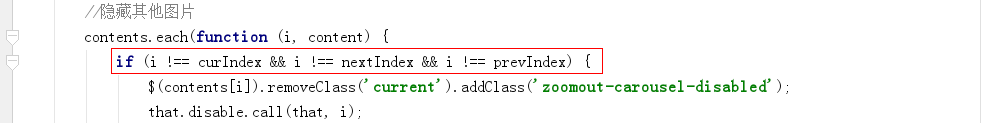 //隐藏其他图片
contents.each(function (i, content) {
if (i !== curIndex && i !== nextIndex && i !== prevIndex) {
$(contents[i]).removeClass('current').addClass('zoomout-carousel-disabled');
that.disable.call(that, i);